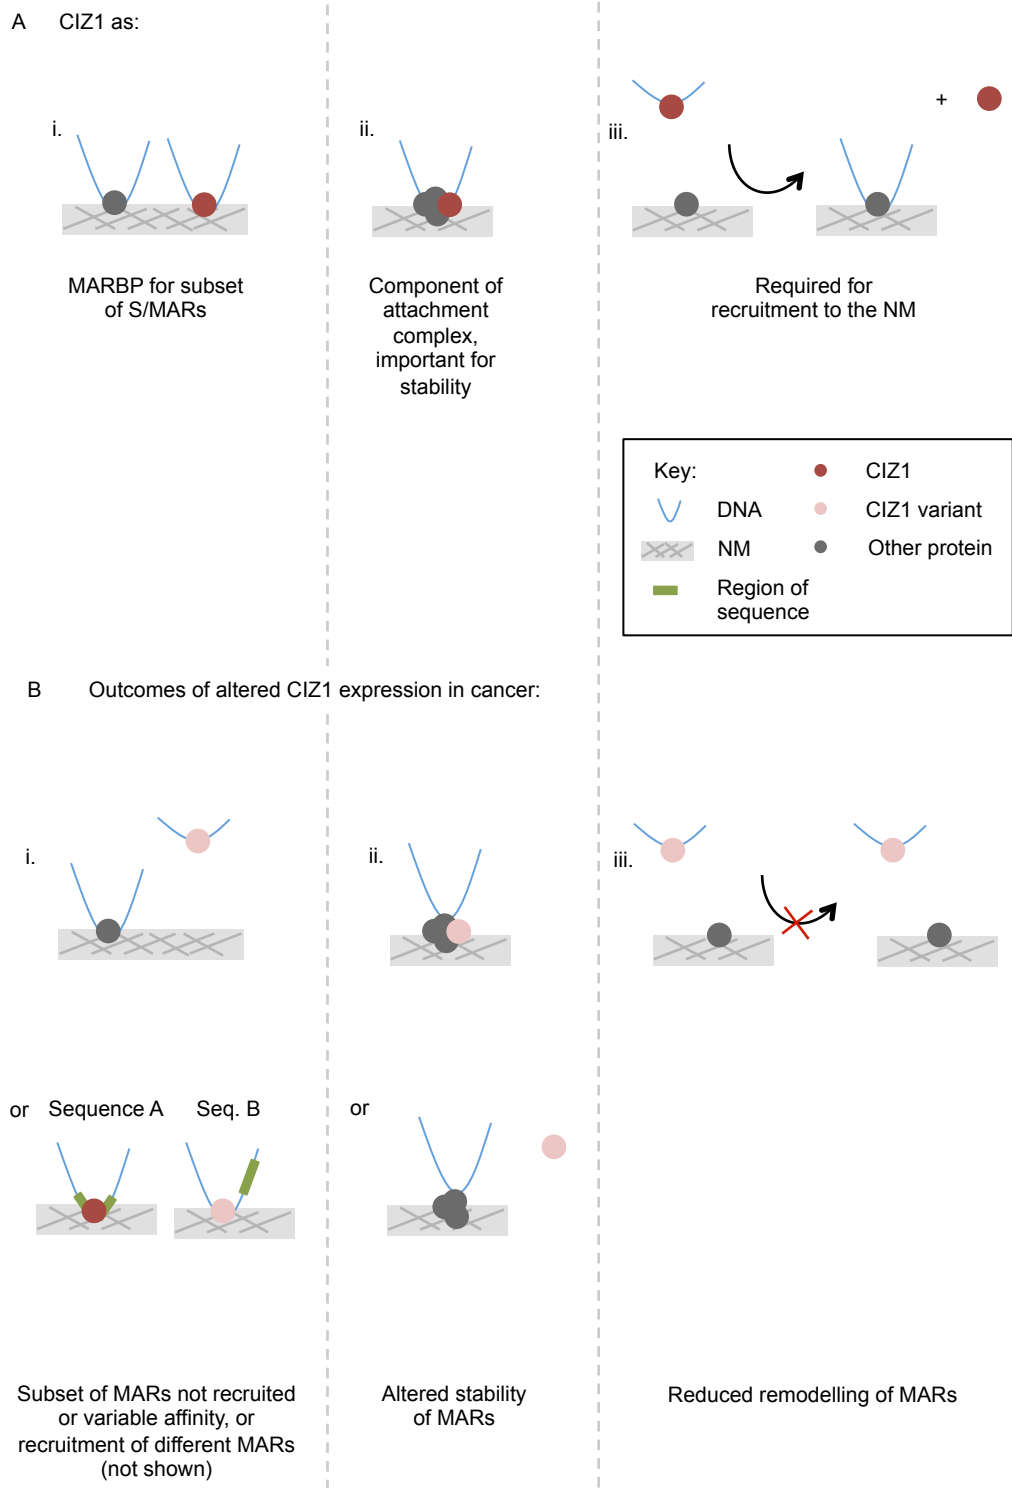 A CIZ1 as:
i.
ii.
iii.
+
MARBP for subset
of S/MARs
Component of
attachment
complex,
important for
stability
Required for
recruitment to the NM
Key:
CIZ1
DNA
CIZ1 variant
NM
Other protein
Region of
sequence
B Outcomes of altered CIZ1 expression in cancer:
i.
ii.
iii.
or Sequence A Seq. B
or
Subset of MARs not recruited
or variable affinity, or
recruitment of different MARs
(not shown)
Altered stability
of MARs
Reduced remodelling of MARs